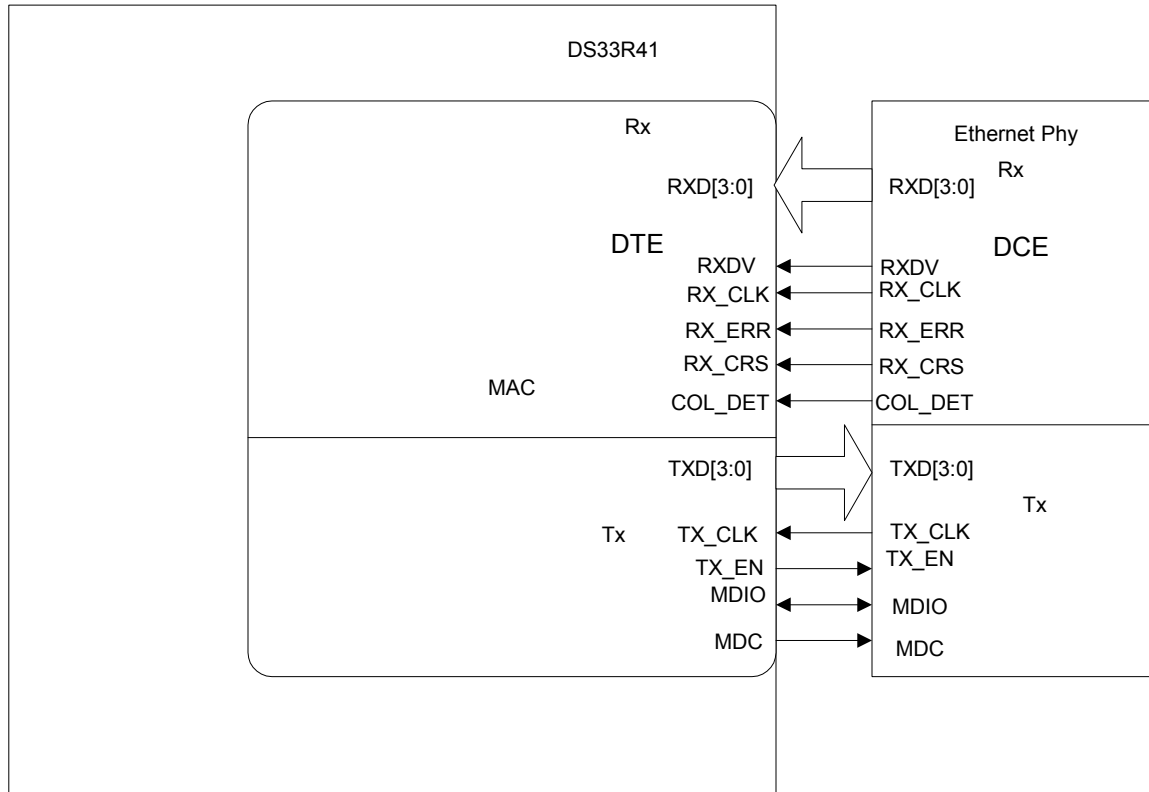 DS33R41
Rx
Ethernet Phy
Rx
RXD[3:0]
RXD[3:0]
DTE
DCE
RXDV
RXDV
RX_CLK
RX_CLK
RX_ERR
RX_ERR
RX_CRS
RX_CRS
MAC
COL_DET
COL_DET
TXD[3:0]
TXD[3:0]
Tx
Tx
TX_CLK
TX_CLK
TX_EN
TX_EN
MDIO
MDIO
MDC
MDC